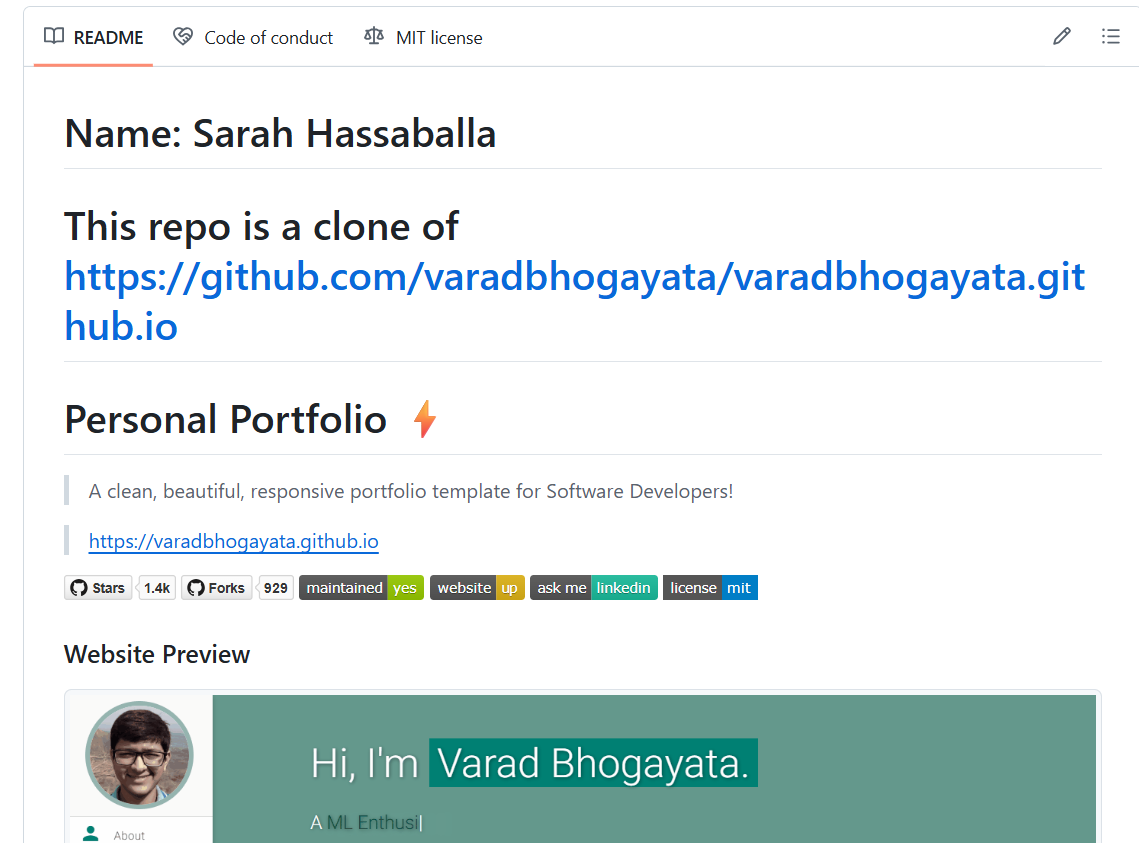 README
Code of conduct
MIT license
Name: Sarah Hassaballa
This repo is a clone of
https://github.com/varadbhogayata/varadbhogayata.git
hub.io
Personal Portfolio ⚡
A clean, beautiful, responsive portfolio template for Software Developers!
https://varadbhogayata.github.io
Stars 1.4k Forks 929 maintained yes website up ask me linkedin license mit
Website Preview
Hi, I'm Varad Bhogayata.
A ML Enthusi|
About